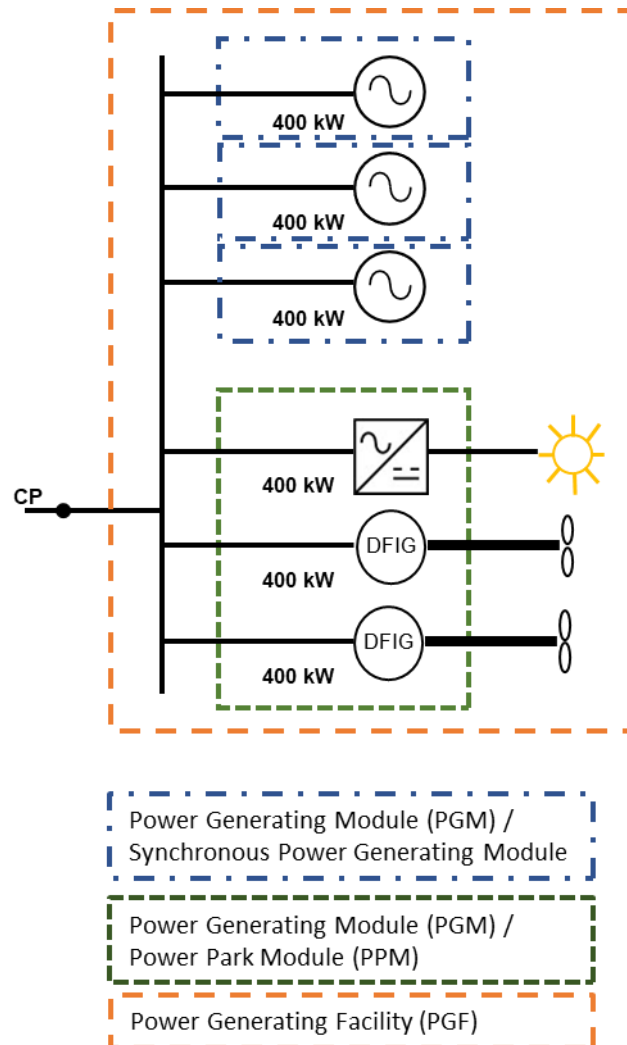 400 kW
400 kW
400 kW
400 kW
CP
DFIG
400 kW
DFIG
400 kW
Power Generating Module (PGM) /
Synchronous Power Generating Module
Power Generating Module (PGM) /
Power Park Module (PPM)
Power Generating Facility (PGF)